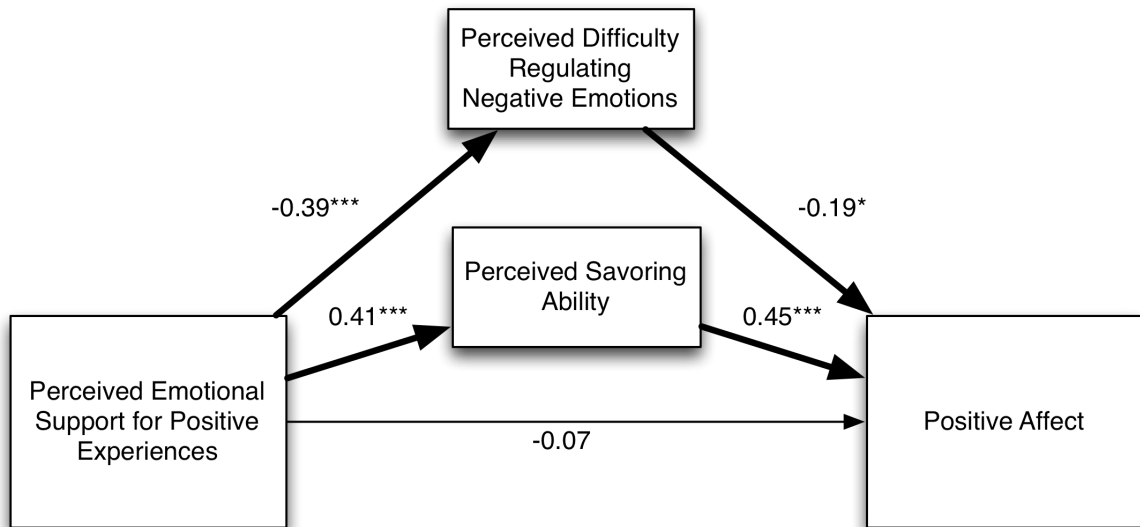 Perceived Difficulty
Regulating
Negative Emotions
-0.39***
-0.19*
Perceived Savoring
Ability
0.41***
0.45***
Perceived Emotional
Support for Positive
Experiences
-0.07
Positive Affect